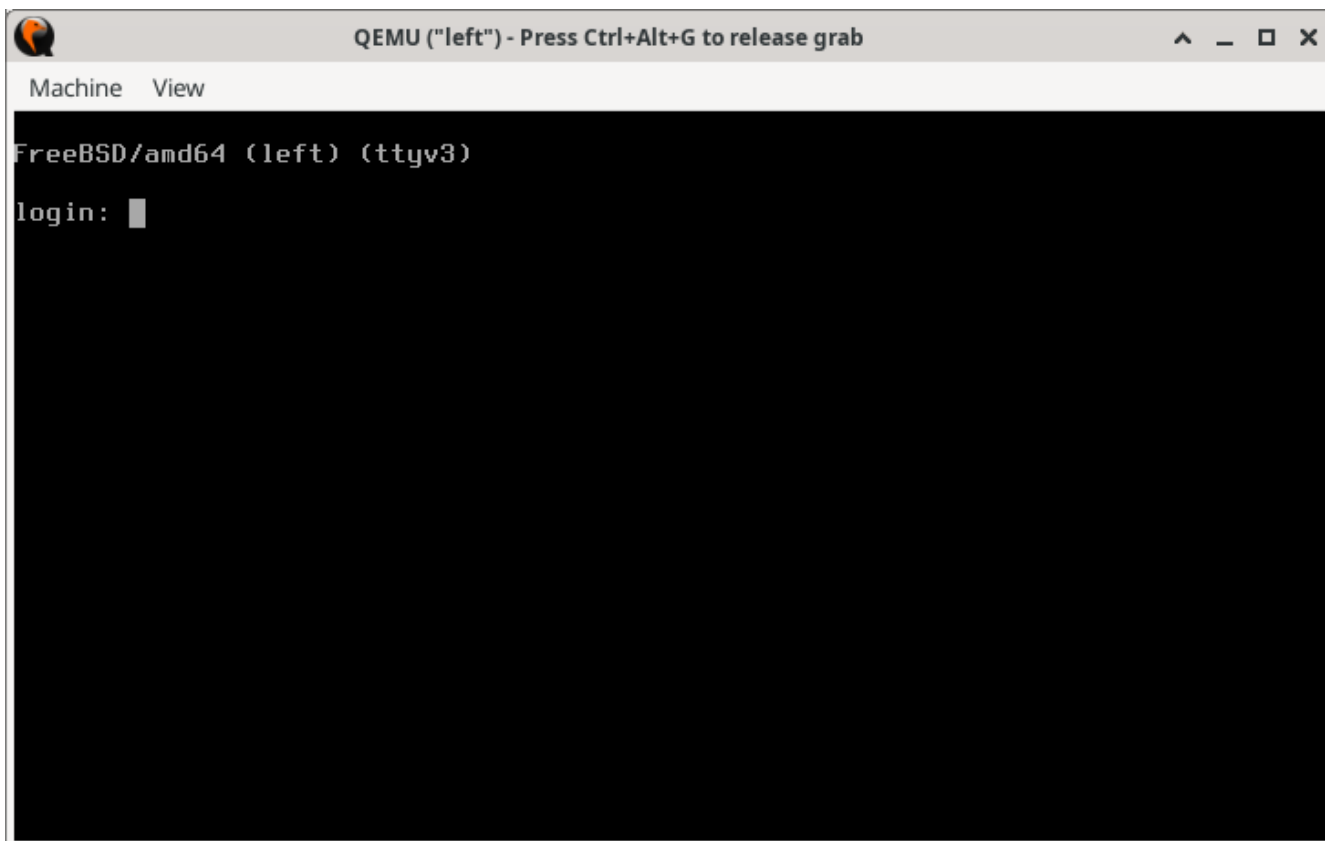 QEMU ("left") - Press Ctrl+Alt+G to release grab
Machine View
FreeBSD/amd64 (left) (ttyv3)
login: